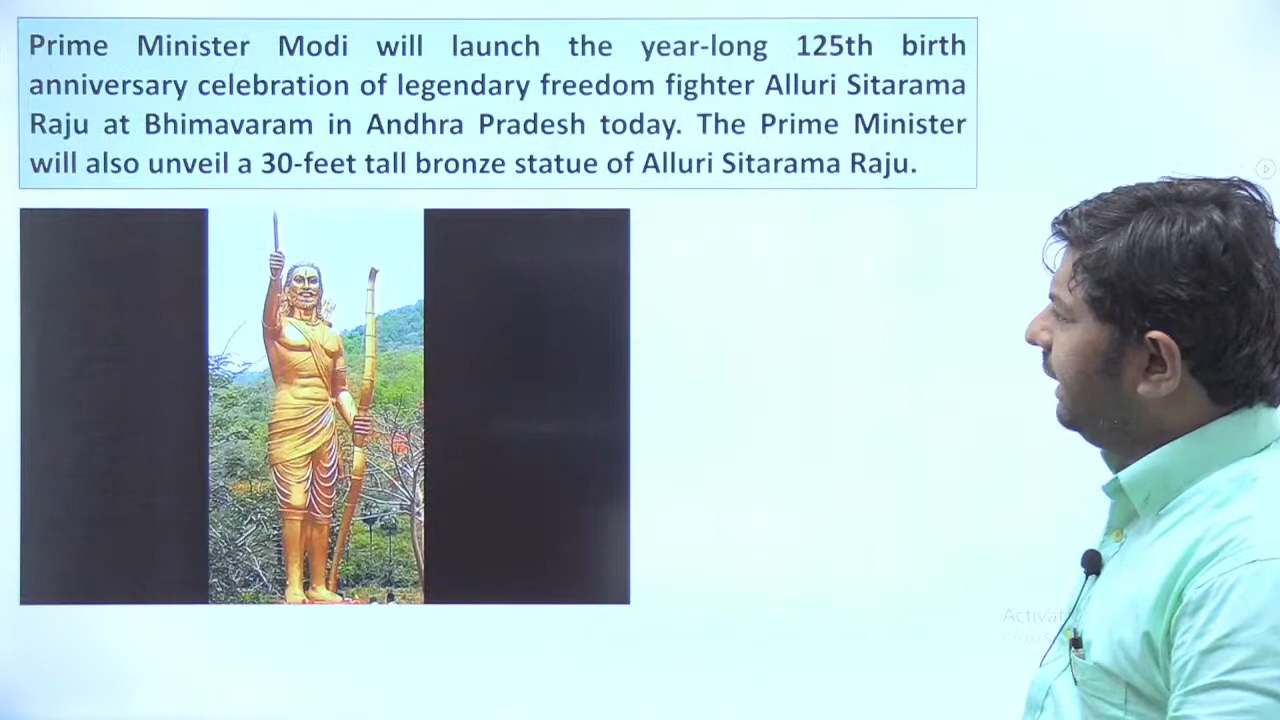 Prime Minister Modi will launch the year-long 125th birth
anniversary celebration of legendary freedom fighter Alluri Sitarama
Raju at Bhimavaram in Andhra Pradesh today. The Prime Minister
will also unveil a 30-feet tall bronze statue of Alluri Sitarama Raju.